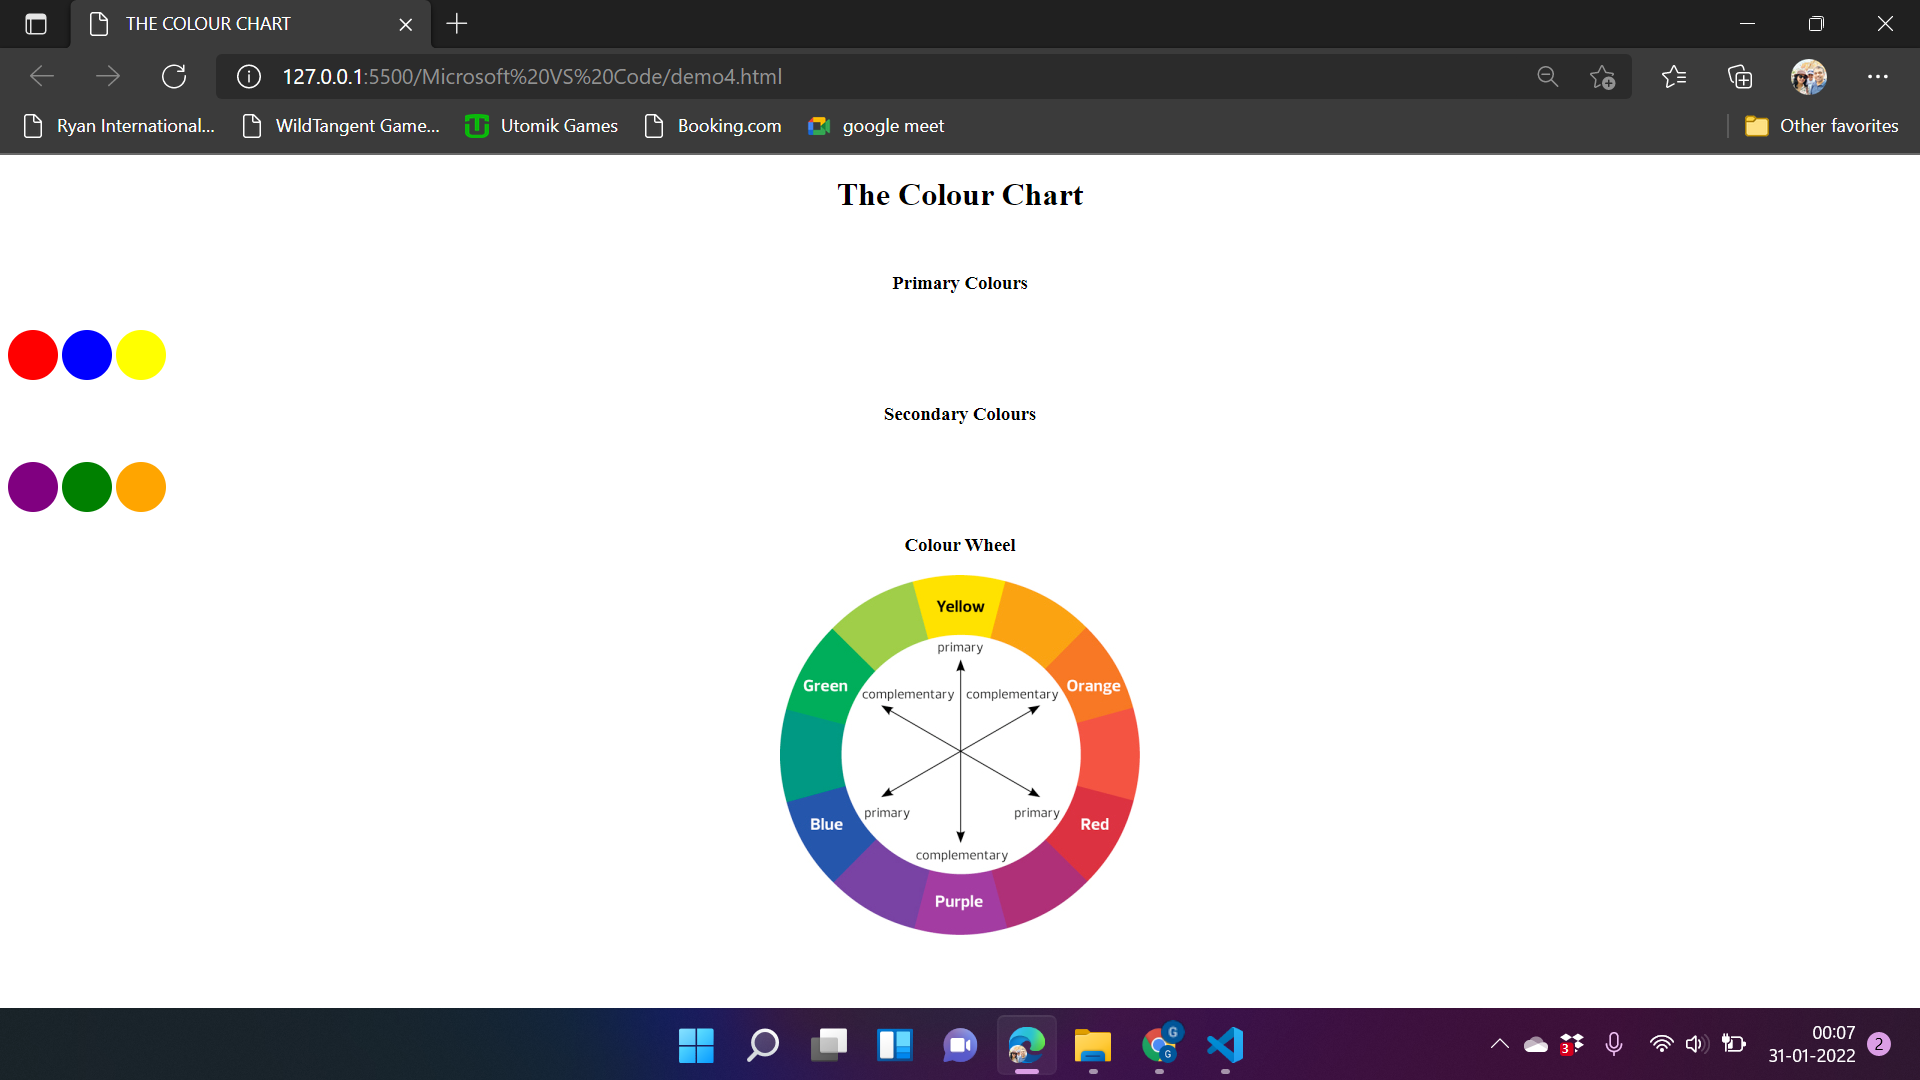 THE COLOUR CHART
127.0.0.1:5500/Microsoft%20VS%20Code/demo4.html
Ryan International... WildTangent Game... Utomik Games Booking.com google meet Other favorites
The Colour Chart
Primary Colours
Secondary Colours
Colour Wheel
Yellow
primary
Green complementary complementary Orange
primary primary
Blue Red
complementary
Purple
G
G
3
00:07
31-01-2022
2